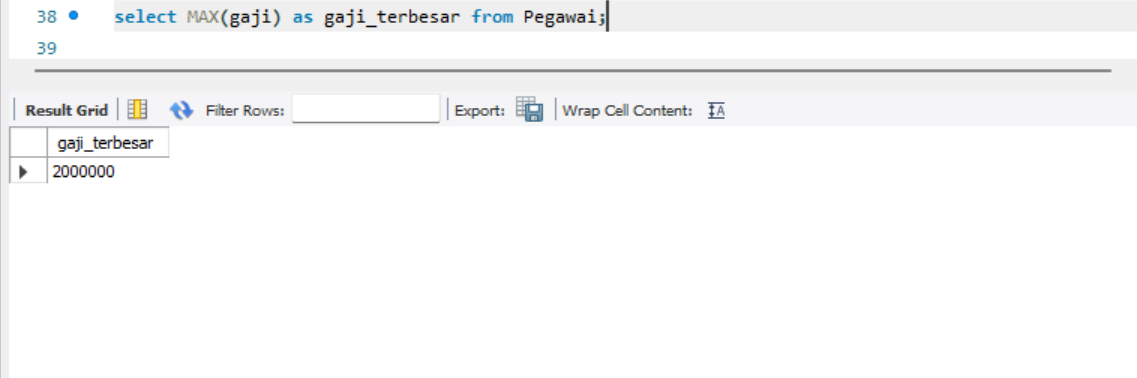 38 select MAX(gaji) as gaji_terbesar from Pegawai;
39
Result Grid Filter Rows: Export: Wrap Cell Content: IA
gaji_terbesar
2000000